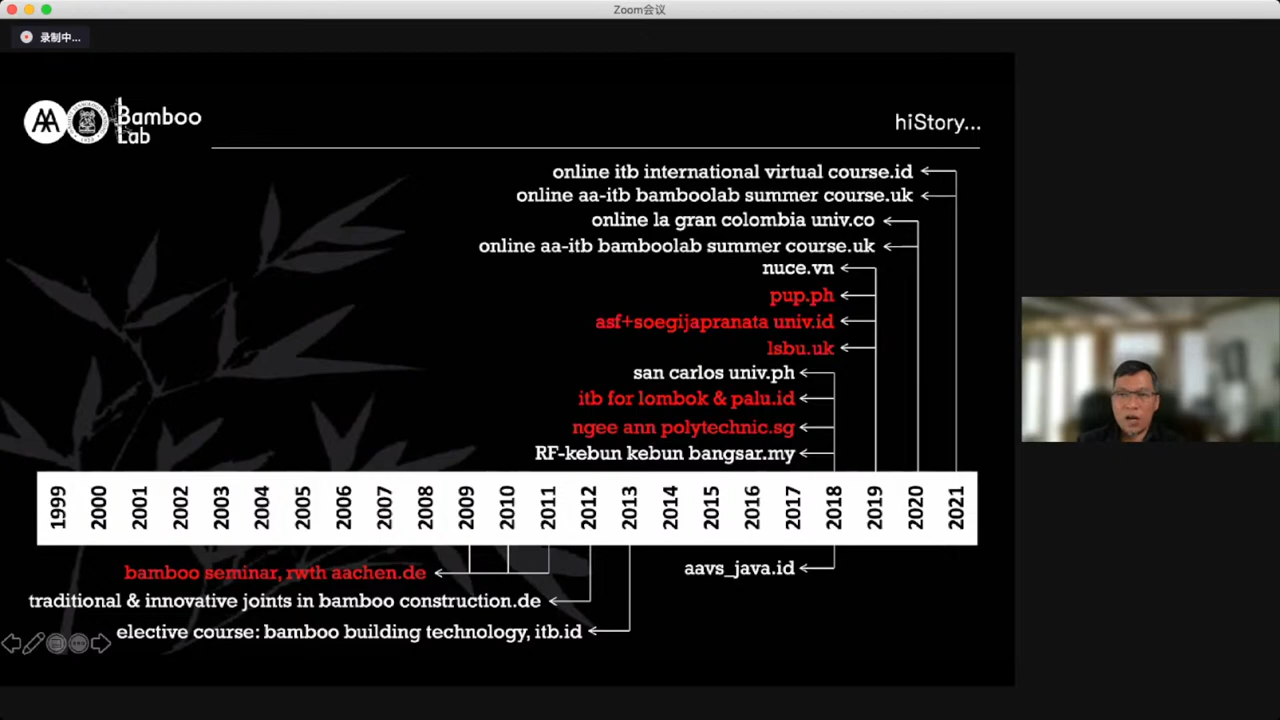 Zoom会议
录制中...
AA
Bamboo
Lab
hiStory...
online itb international virtual course.id
online aa-itb bamboolab summer course.uk
online la gran colombia univ.co
online aa-itb bamboolab summer course.uk
nuce.vn
pup.ph
asf+soegijapranata univ.id
lsbu.uk
san carlos univ.ph
itb for lombok & palu.id
ngee ann polytechnic.sg
RF-kebun kebun bangsar.my
1999 2000 2001 2002 2003 2004 2005 2006 2007 2008 2009 2010 2011 2012 2013 2014 2015 2016 2017 2018 2019 2020 2021
bamboo seminar, rwth aachen.de
aavs_java.id
traditional & innovative joints in bamboo construction.de
elective course: bamboo building technology, itb.id